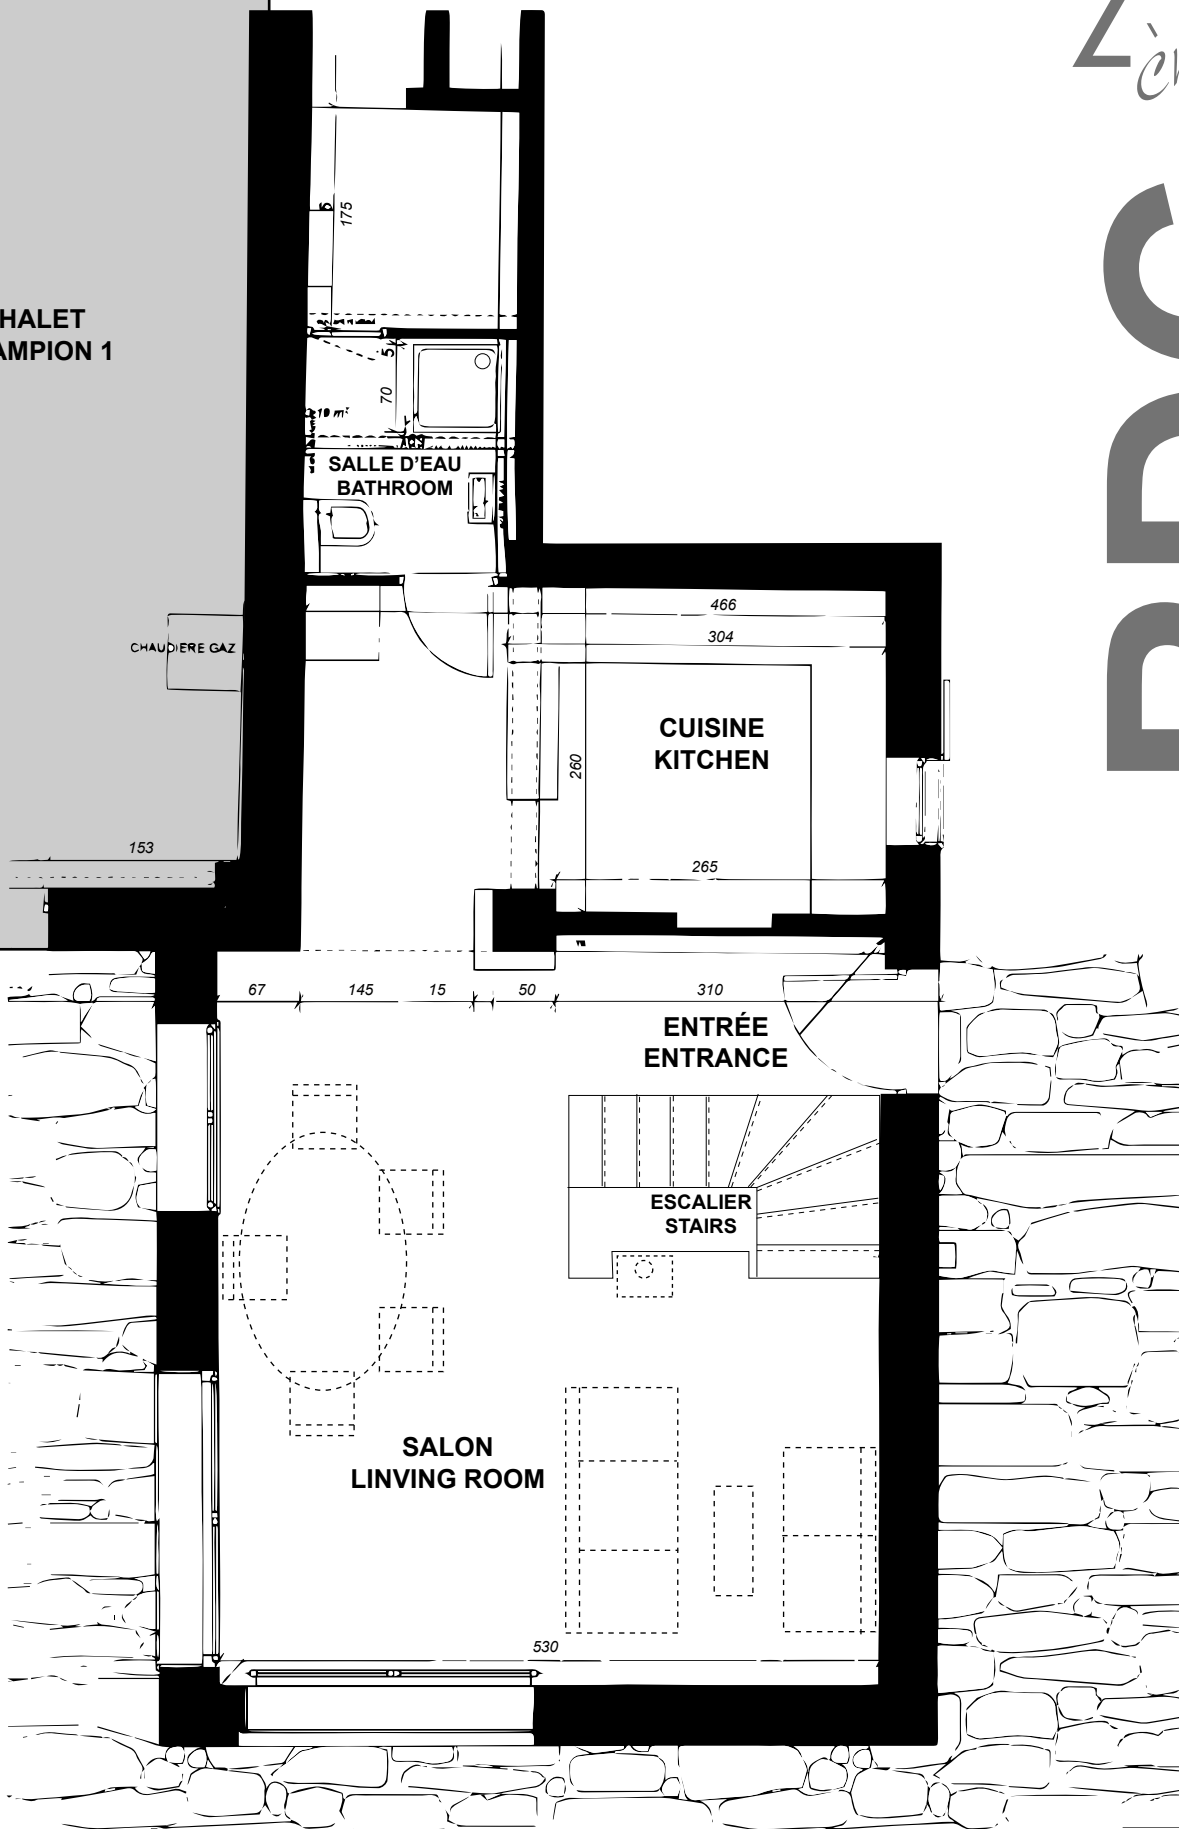 175
HALET
AMPION 1
5
70
SALLE D'EAU
BATHROOM
466
304
CHAUDIERE GAZ
CUISINE
KITCHEN
260
153
265
67
145
15
50
310
ENTRÉE
ENTRANCE
ESCALIER
STAIRS
SALON
LINVING ROOM
530